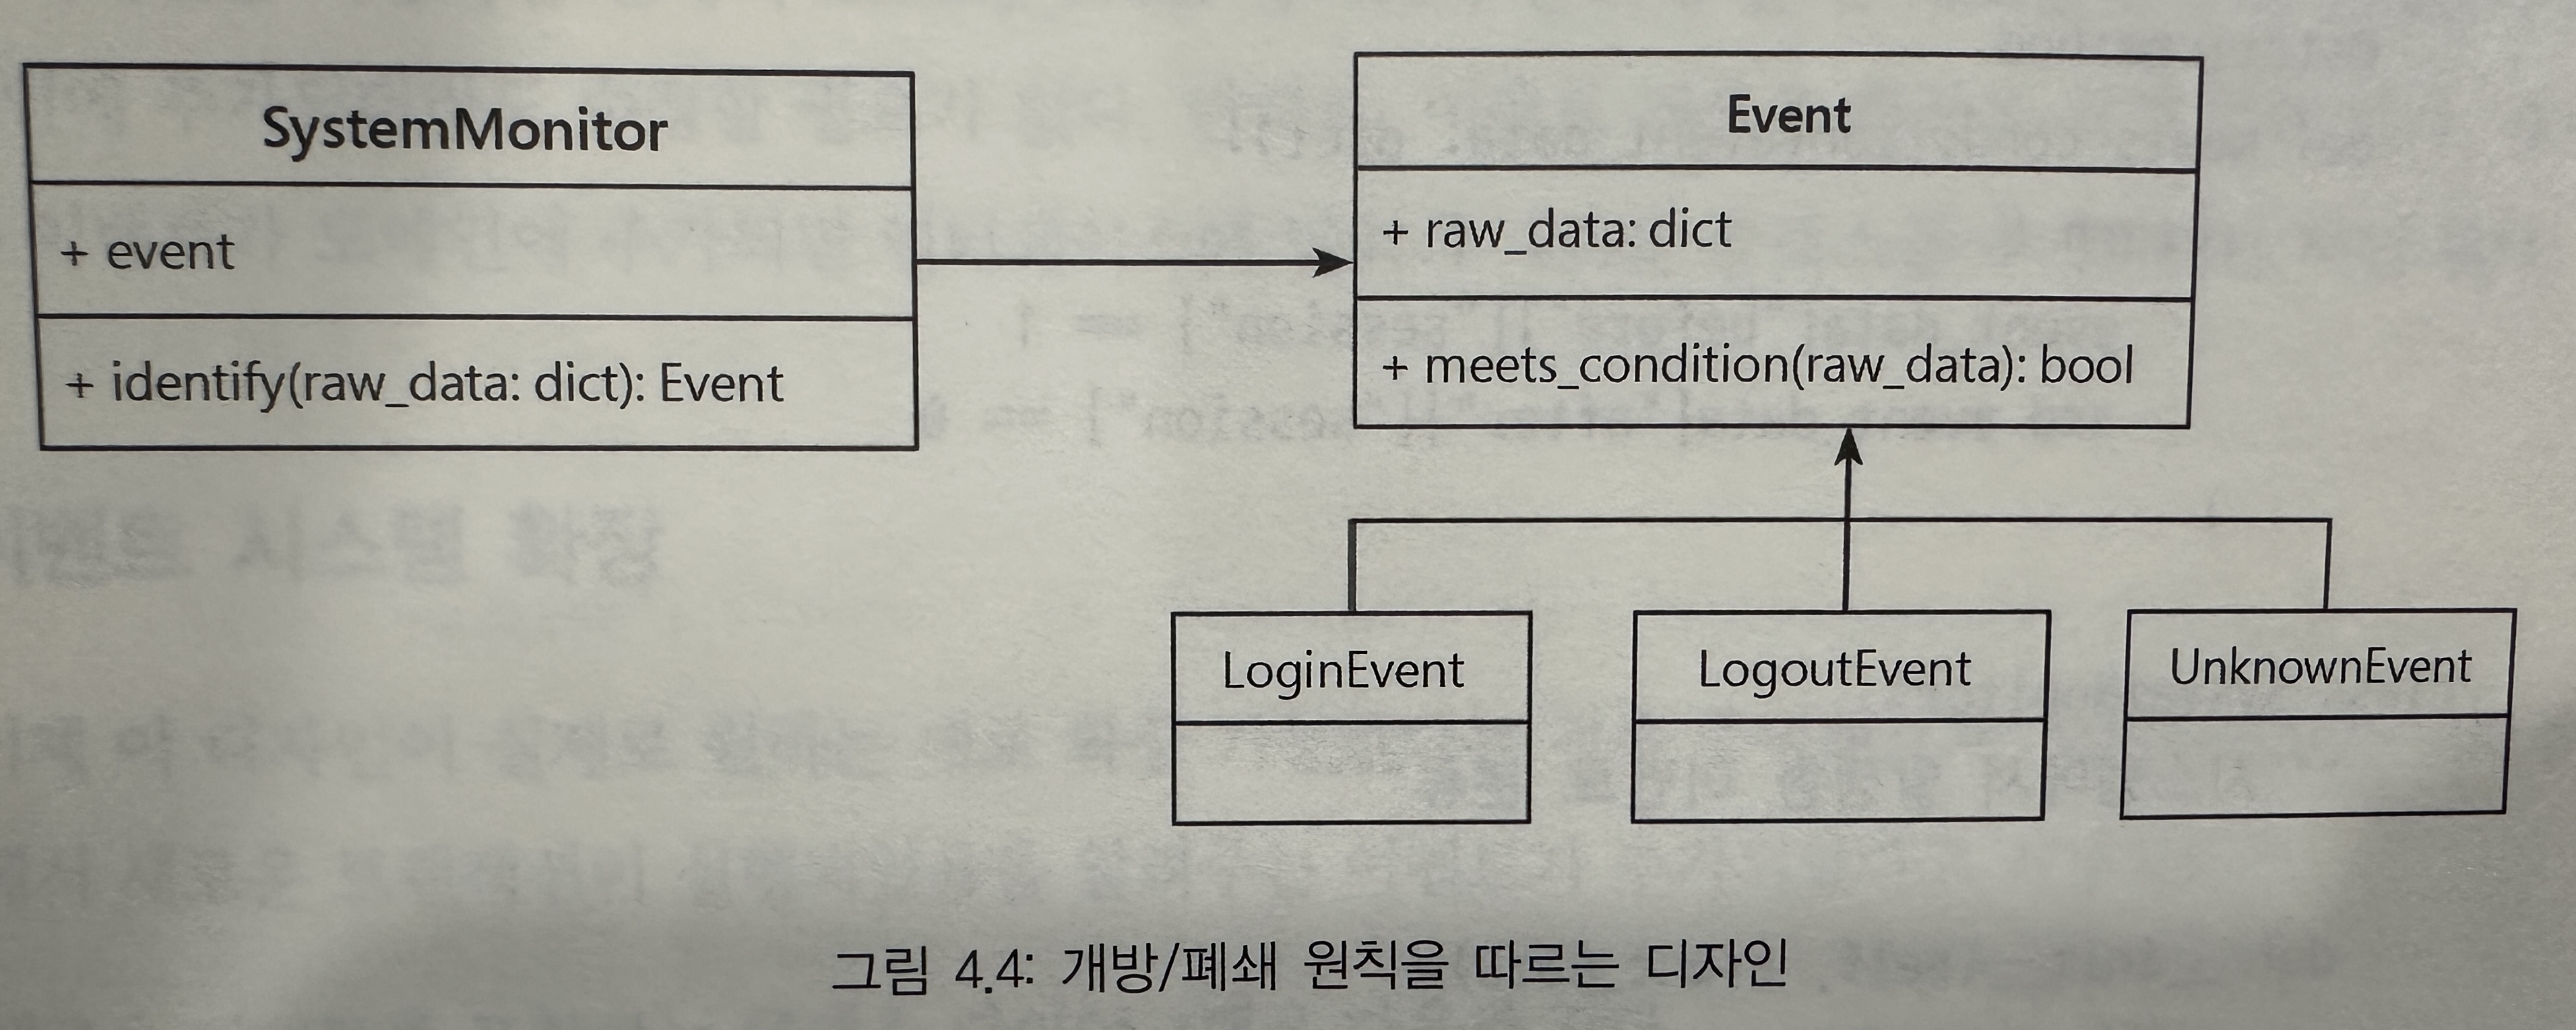 SystemMonitor
+ event
+ identify(raw_data: dict): Event
Event
+ raw_data: dict
+ meets_condition(raw_data): bool
LoginEvent
LogoutEvent
UnknownEvent
그림 4.4: 개방/폐쇄 원칙을 따르는 디자인